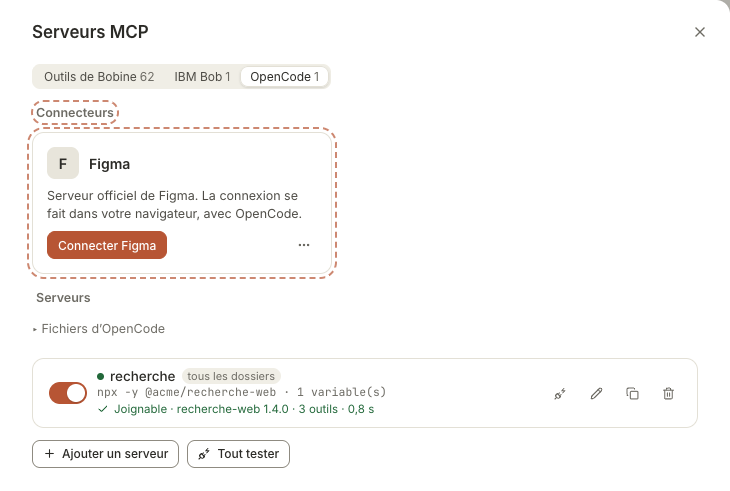 Serveurs MCP
Outils de Bobine 62 IBM Bob 1 OpenCode 1
Connecteurs
F Figma
Serveur officiel de Figma. La connexion se
fait dans votre navigateur, avec OpenCode.
Connecter Figma
Serveurs
Fichiers d’OpenCode
recherche tous les dossiers
npx -y @acme/recherche-web · 1 variable(s)
Joignable · recherche-web 1.4.0 · 3 outils · 0,8 s
Ajouter un serveur Tout tester